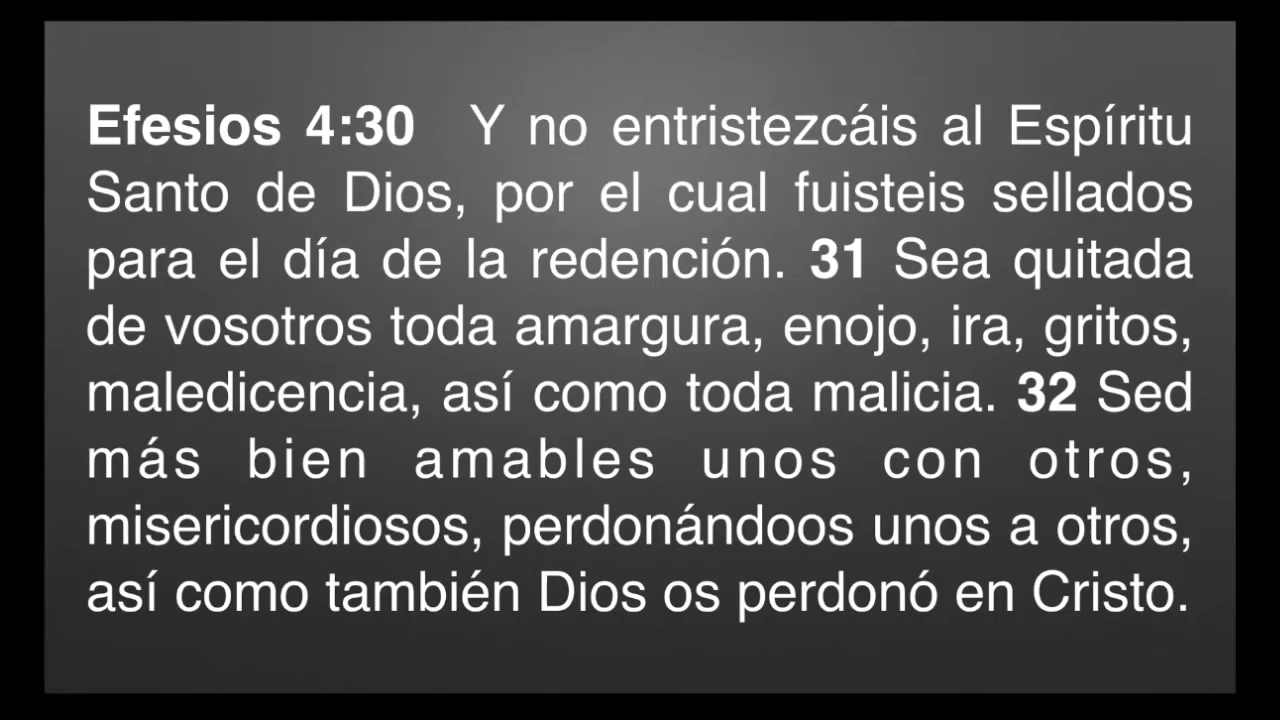 Efesios 4:30 Y no entristezcáis al Espíritu
Santo de Dios, por el cual fuisteis sellados
para el día de la redención. 31 Sea quitada
de vosotros toda amargura, enojo, ira, gritos,
maledicencia, así como toda malicia. 32 Sed
más bien amables unos con otros,
misericordiosos, perdonándoos unos a otros,
así como también Dios os perdonó en Cristo.